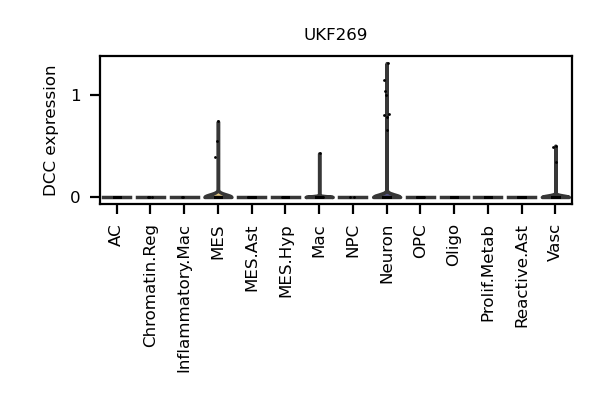 UKF269
DCC expression
1
0
AC
Chromatin.Reg
Inflammatory.Mac
MES
MES.Ast
MES.Hyp
Mac
NPC
Neuron
OPC
Oligo
Prolif.Metab
Reactive.Ast
Vasc